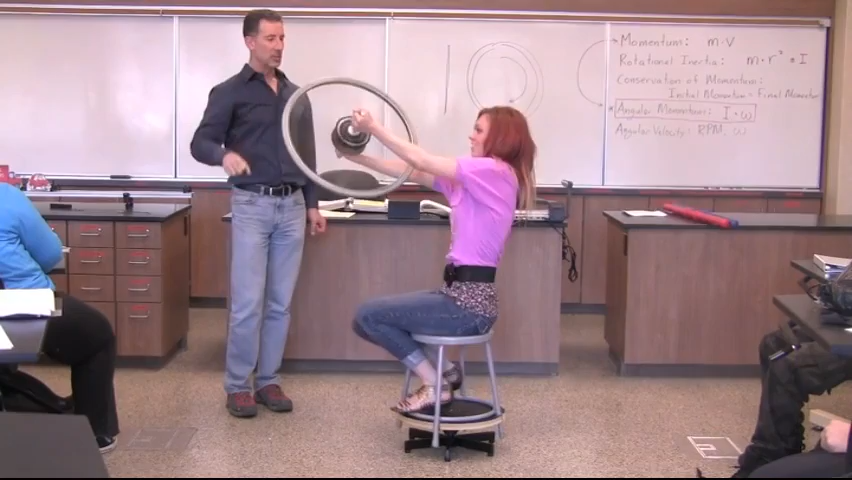 Momentum: m·V
Rotational Inertia: m·r² = I
Conservation of Momentum:
Initial Momentum = Final Momentum
* Angular Momentum: I·ω
Angular Velocity: RPM, ω